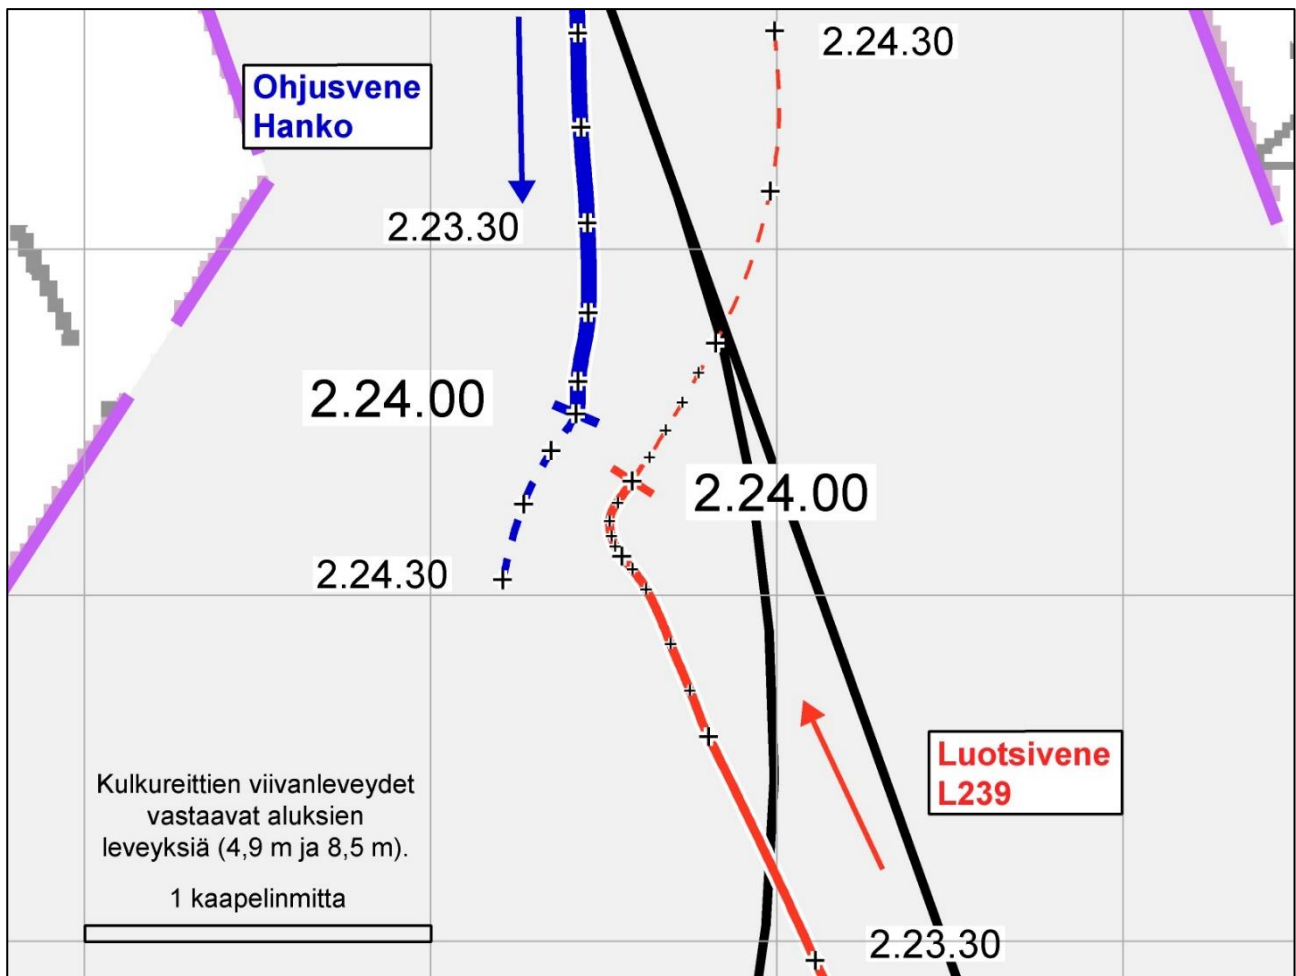 2.24.30
Ohjusvene
Hanko
2.23.30
2.24.00
2.24.00
2.24.30
Luotsivene
L239
Kulkureittien viivanleveydet
vastaavat aluksien
leveyksiä (4,9 m ja 8,5 m).
1 kaapelinmitta
2.23.30